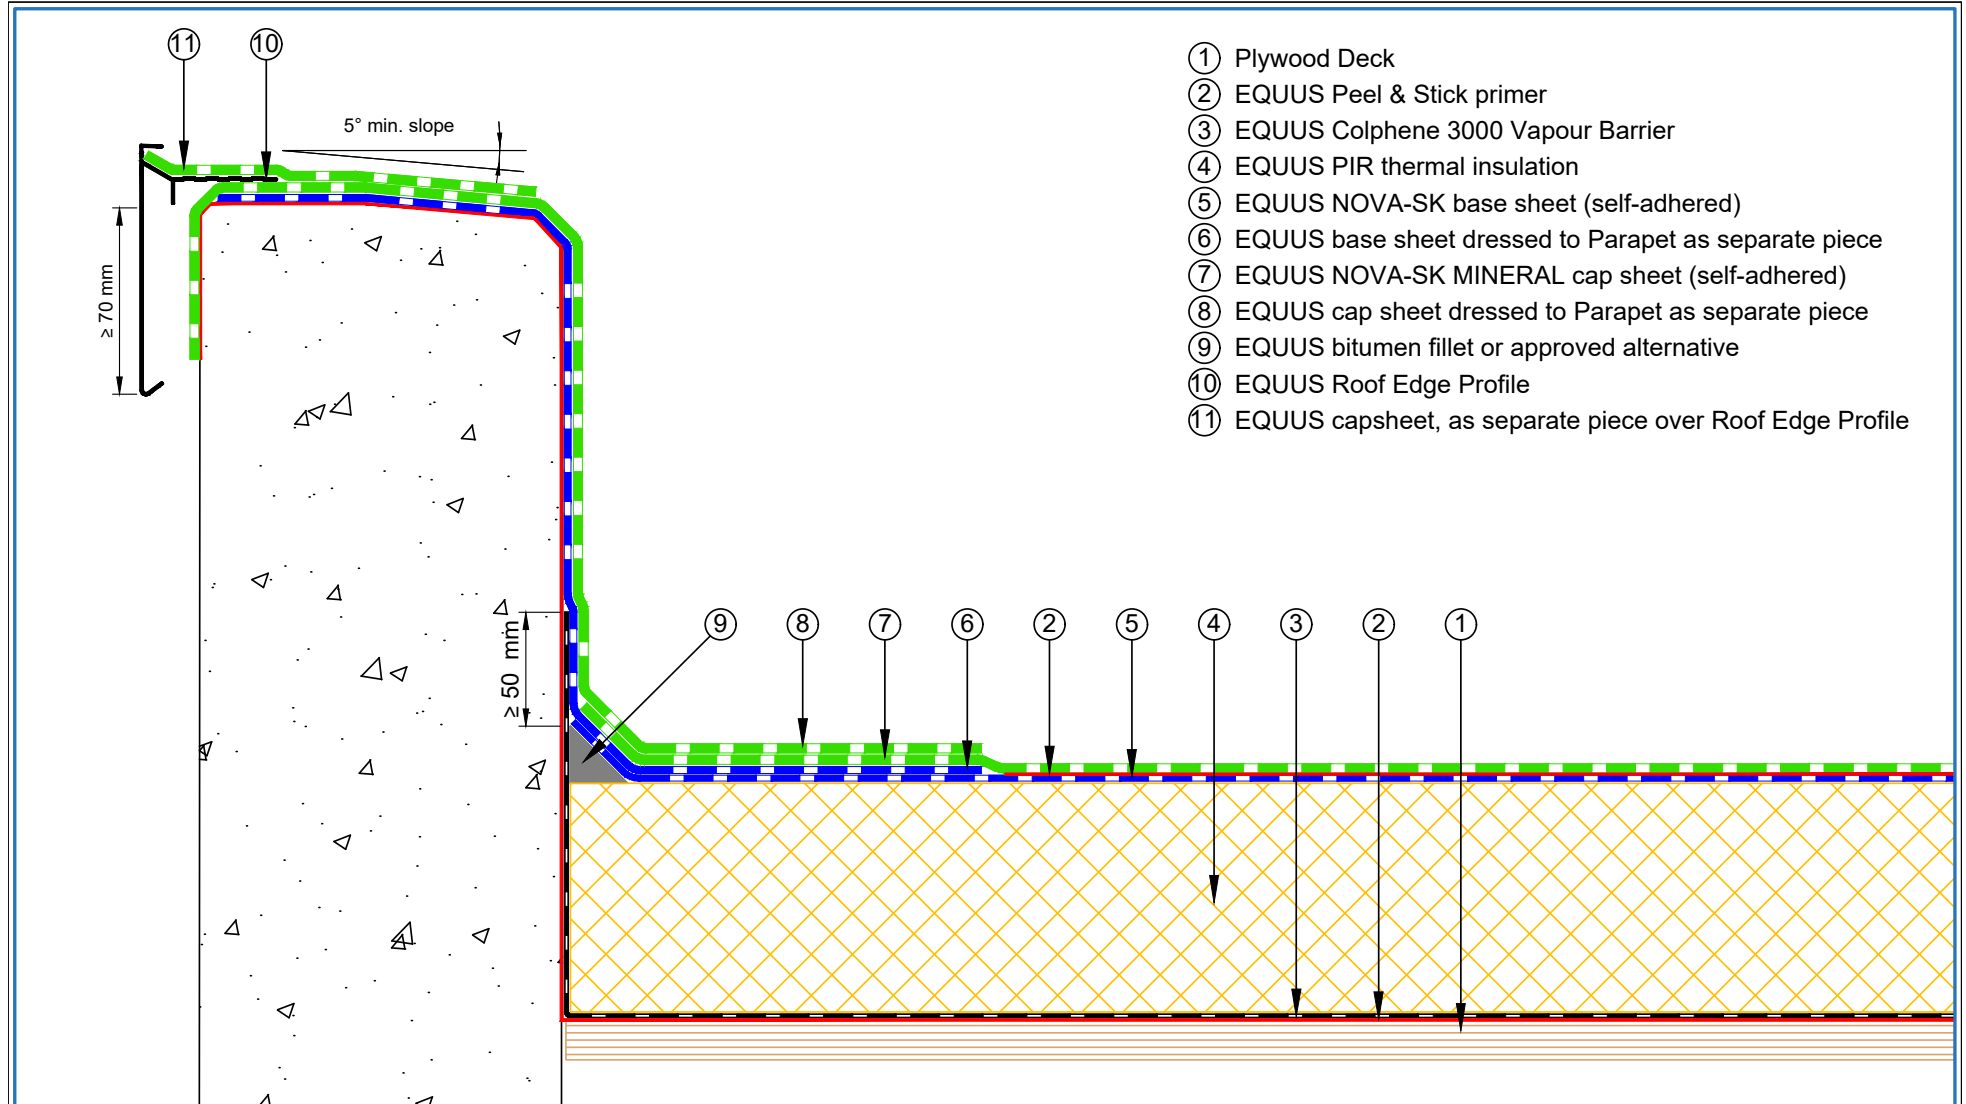 11 10
5° min. slope
≥ 70 mm
1 Plywood Deck
2 EQUUS Peel & Stick primer
3 EQUUS Colphene 3000 Vapour Barrier
4 EQUUS PIR thermal insulation
5 EQUUS NOVA-SK base sheet (self-adhered)
6 EQUUS base sheet dressed to Parapet as separate piece
7 EQUUS NOVA-SK MINERAL cap sheet (self-adhered)
8 EQUUS cap sheet dressed to Parapet as separate piece
9 EQUUS bitumen fillet or approved alternative
10 EQUUS Roof Edge Profile
11 EQUUS capsheet, as separate piece over Roof Edge Profile
≥ 50 mm
9 8 7 6 2 5 4 3 2 1